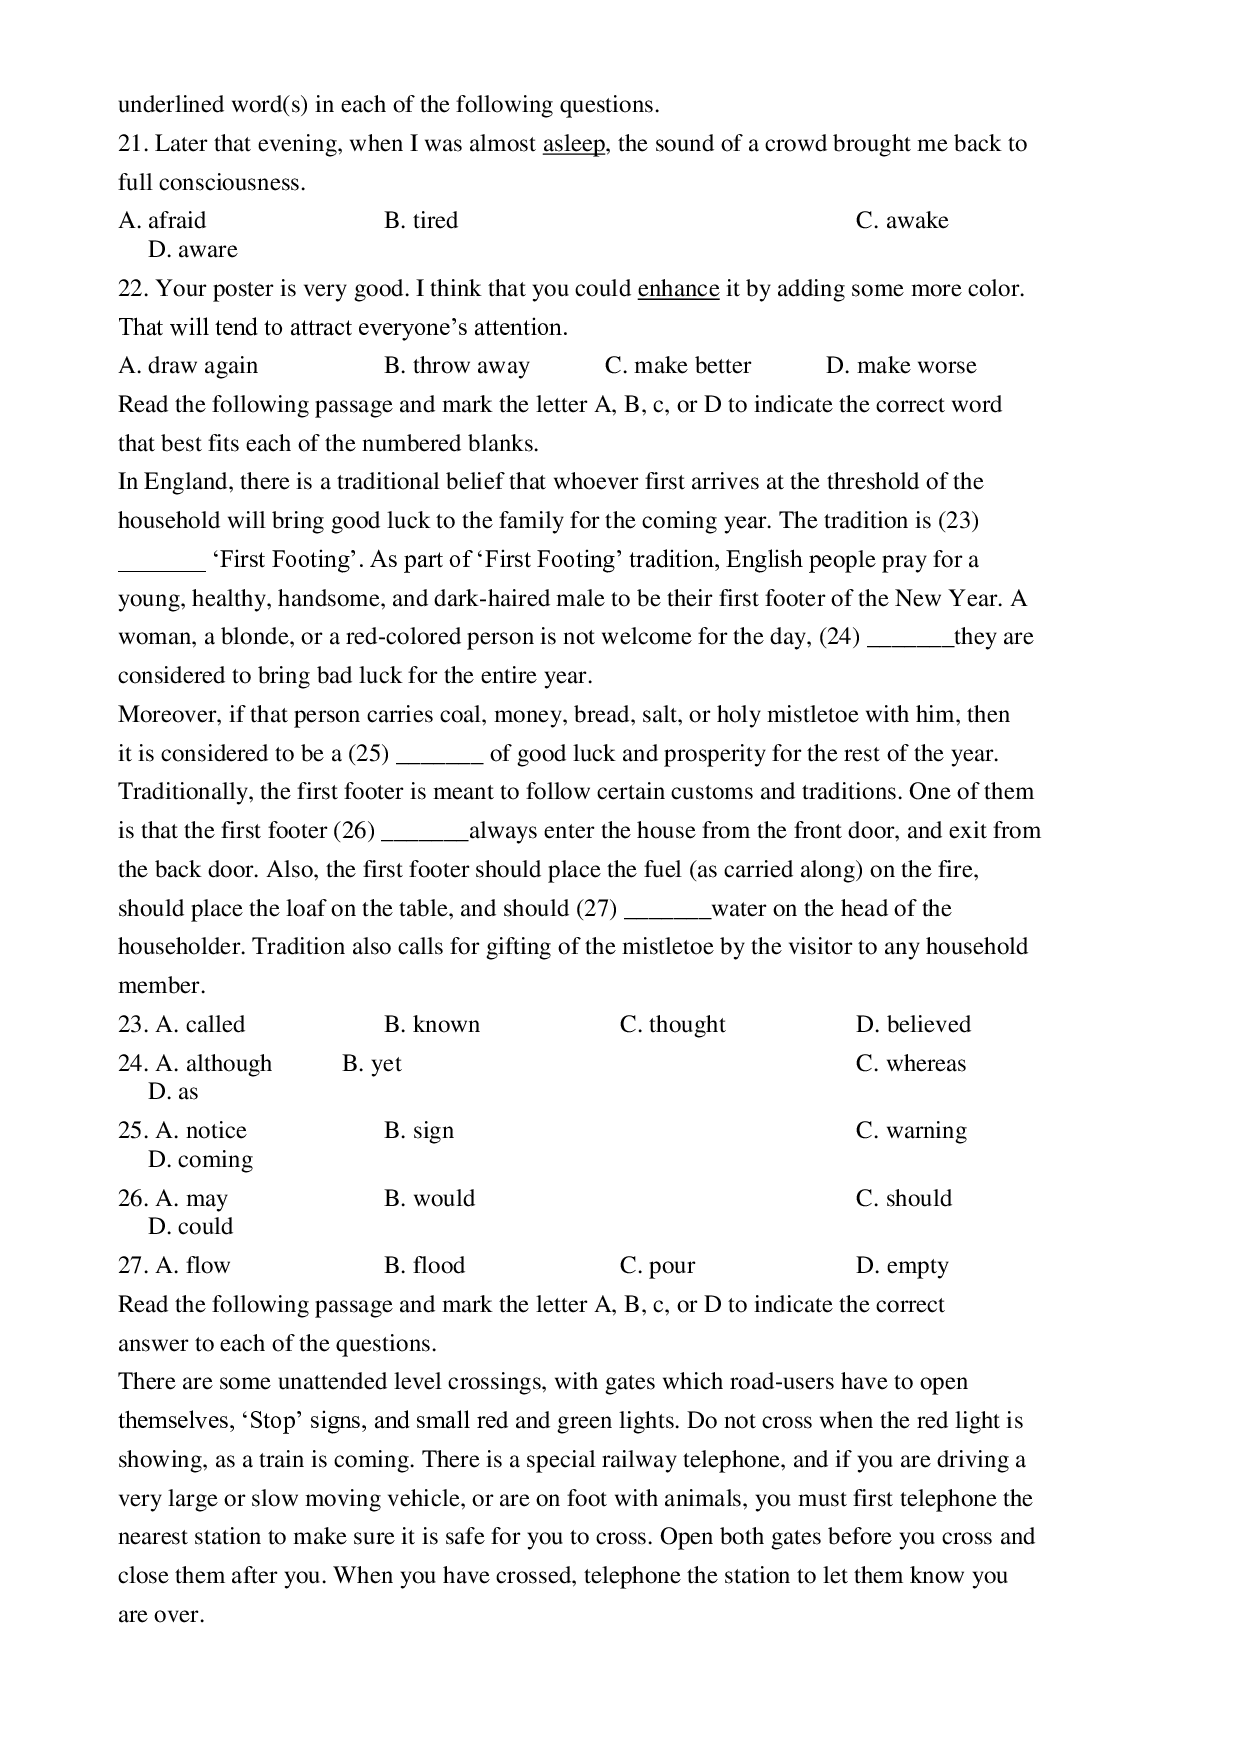 underlined word(s) in each of the following questions.
21. Later that evening, when I was almost asleep, the sound of a crowd brought me back to
full consciousness.
A. afraid B. tired C. awake
D. aware
22. Your poster is very good. I think that you could enhance it by adding some more color.
That will tend to attract everyone’s attention.
A. draw again B. throw away C. make better D. make worse
Read the following passage and mark the letter A, B, c, or D to indicate the correct word
that best fits each of the numbered blanks.
In England, there is a traditional belief that whoever first arrives at the threshold of the
household will bring good luck to the family for the coming year. The tradition is (23)
_______ ‘First Footing’. As part of ‘First Footing’ tradition, English people pray for a
young, healthy, handsome, and dark-haired male to be their first footer of the New Year. A
woman, a blonde, or a red-colored person is not welcome for the day, (24) _______they are
considered to bring bad luck for the entire year.
Moreover, if that person carries coal, money, bread, salt, or holy mistletoe with him, then
it is considered to be a (25) _______ of good luck and prosperity for the rest of the year.
Traditionally, the first footer is meant to follow certain customs and traditions. One of them
is that the first footer (26) _______always enter the house from the front door, and exit from
the back door. Also, the first footer should place the fuel (as carried along) on the fire,
should place the loaf on the table, and should (27) _______water on the head of the
householder. Tradition also calls for gifting of the mistletoe by the visitor to any household
member.
23. A. called B. known C. thought D. believed
24. A. although B. yet C. whereas
D. as
25. A. notice B. sign C. warning
D. coming
26. A. may B. would C. should
D. could
27. A. flow B. flood C. pour D. empty
Read the following passage and mark the letter A, B, c, or D to indicate the correct
answer to each of the questions.
There are some unattended level crossings, with gates which road-users have to open
themselves, ‘Stop’ signs, and small red and green lights. Do not cross when the red light is
showing, as a train is coming. There is a special railway telephone, and if you are driving a
very large or slow moving vehicle, or are on foot with animals, you must first telephone the
nearest station to make sure it is safe for you to cross. Open both gates before you cross and
close them after you. When you have crossed, telephone the station to let them know you
are over.